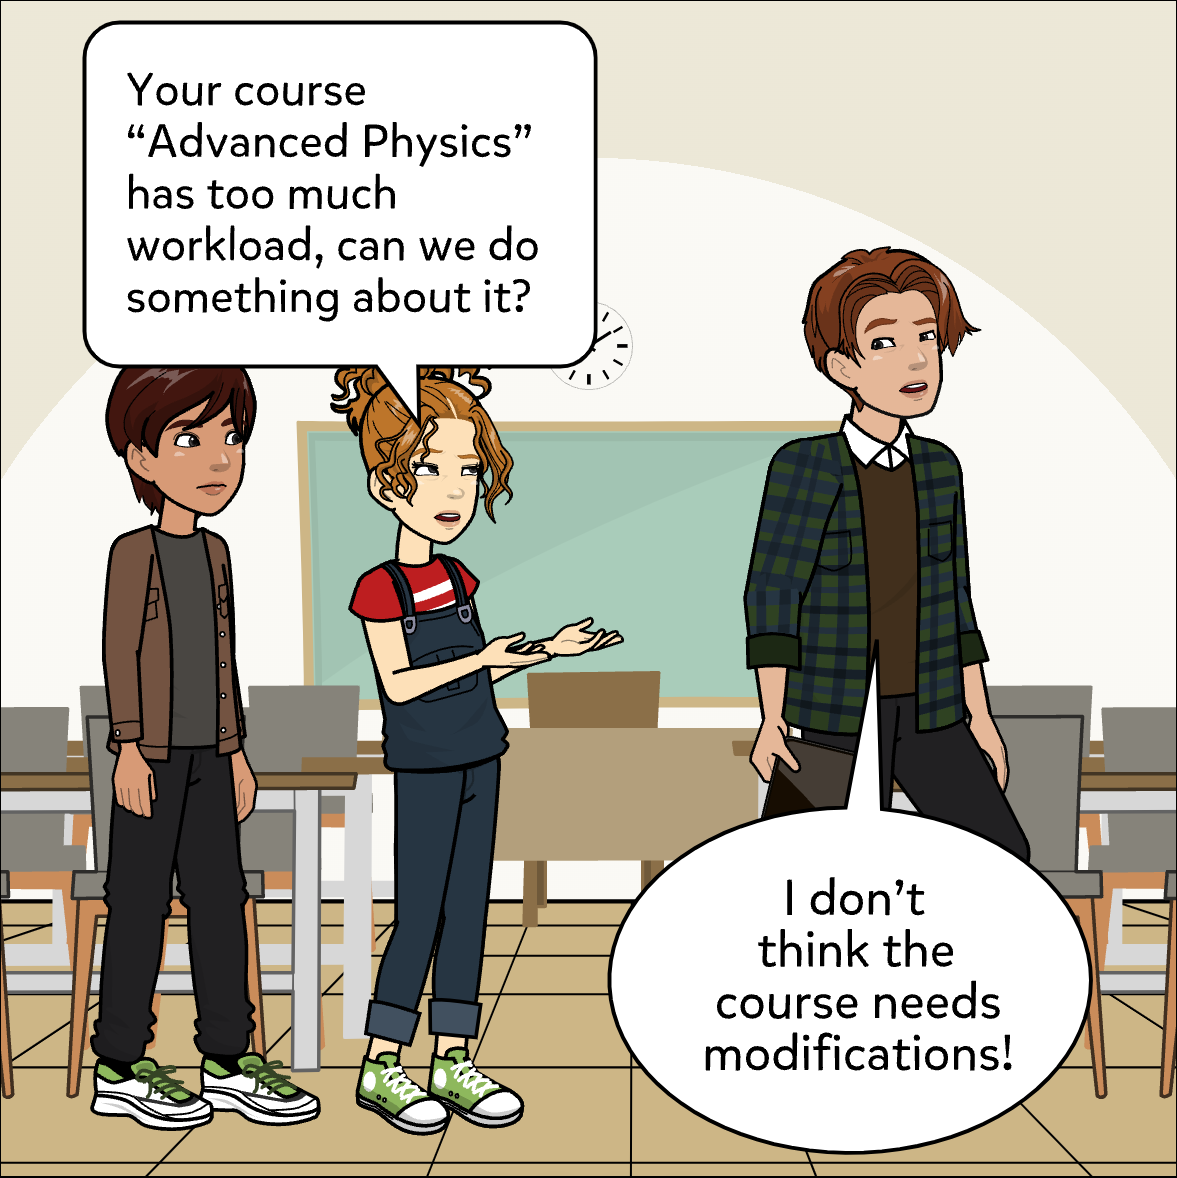 Your course
“Advanced Physics”
has too much
workload, can we do
something about it?
I don’t
think the
course needs
modifications!